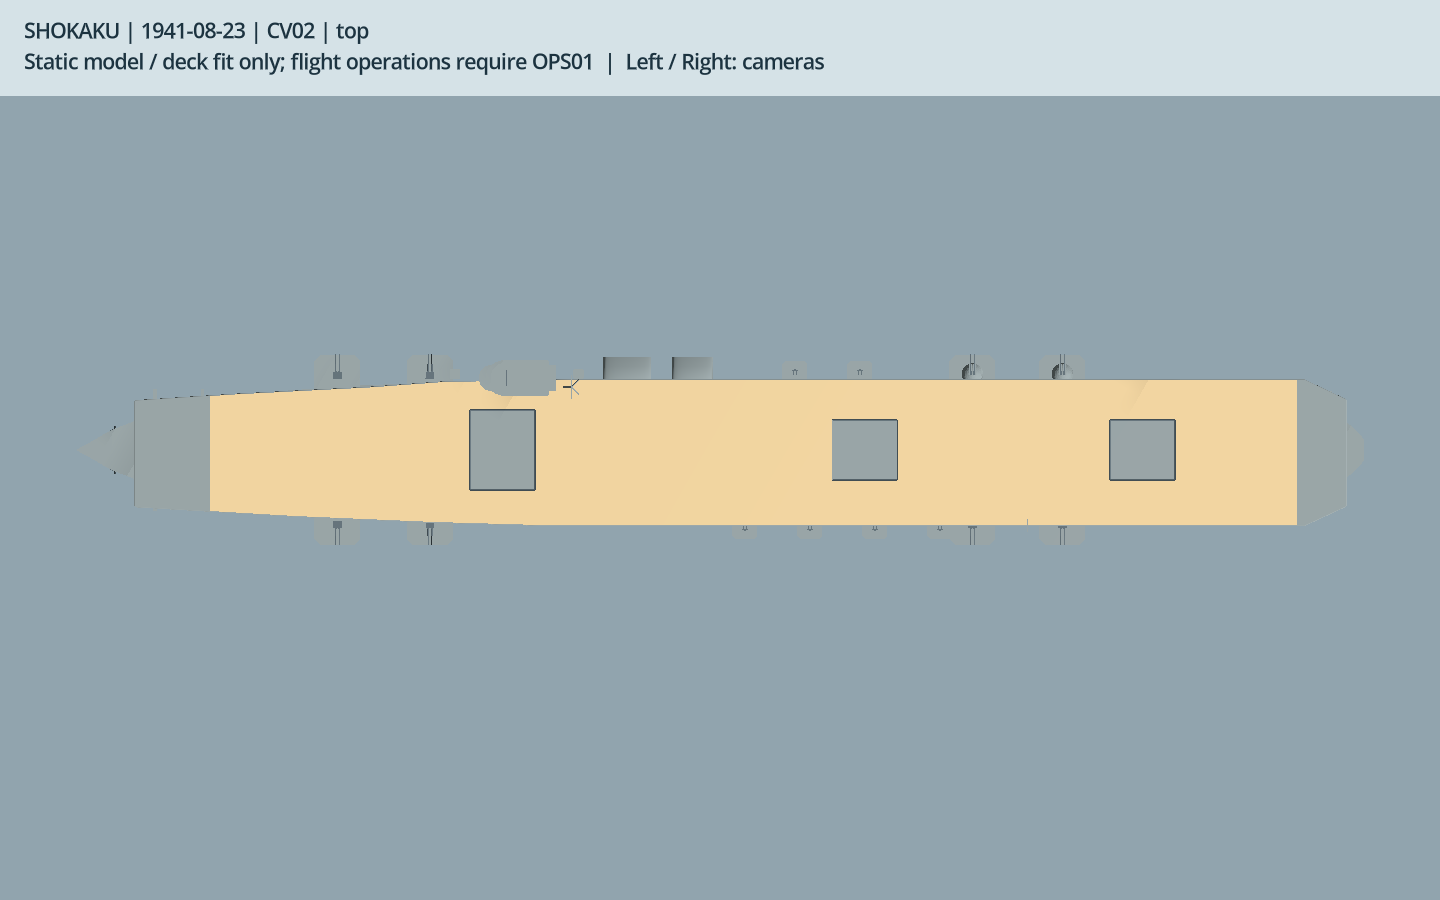 SHOKAKU | 1941-08-23 | CV02 | top
Static model / deck fit only; flight operations require OPS01 | Left / Right: cameras